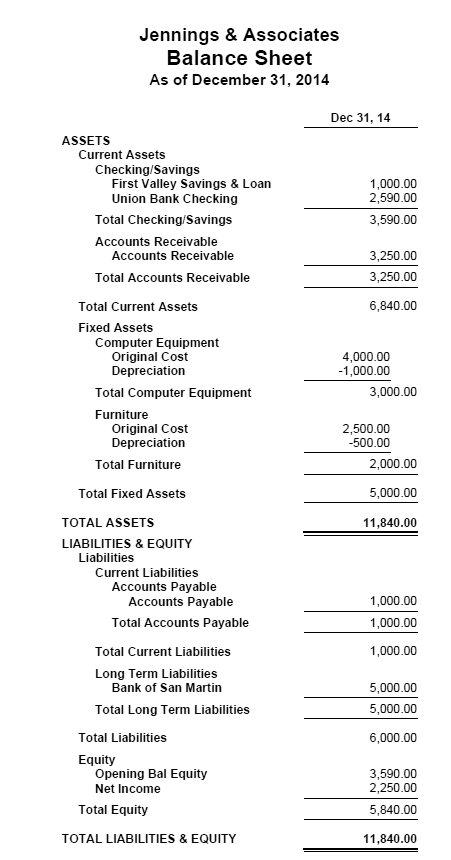 Jennings & Associates
Balance Sheet
As of December 31, 2014
Dec 31, 14
ASSETS
Current Assets
Checking/Savings
First Valley Savings & Loan 1,000.00
Union Bank Checking 2,590.00
Total Checking/Savings 3,590.00
Accounts Receivable
Accounts Receivable 3,250.00
Total Accounts Receivable 3,250.00
Total Current Assets 6,840.00
Fixed Assets
Computer Equipment
Original Cost 4,000.00
Depreciation -1,000.00
Total Computer Equipment 3,000.00
Furniture
Original Cost 2,500.00
Depreciation -500.00
Total Furniture 2,000.00
Total Fixed Assets 5,000.00
TOTAL ASSETS 11,840.00
LIABILITIES & EQUITY
Liabilities
Current Liabilities
Accounts Payable
Accounts Payable 1,000.00
Total Accounts Payable 1,000.00
Total Current Liabilities 1,000.00
Long Term Liabilities
Bank of San Martin 5,000.00
Total Long Term Liabilities 5,000.00
Total Liabilities 6,000.00
Equity
Opening Bal Equity 3,590.00
Net Income 2,250.00
Total Equity 5,840.00
TOTAL LIABILITIES & EQUITY 11,840.00